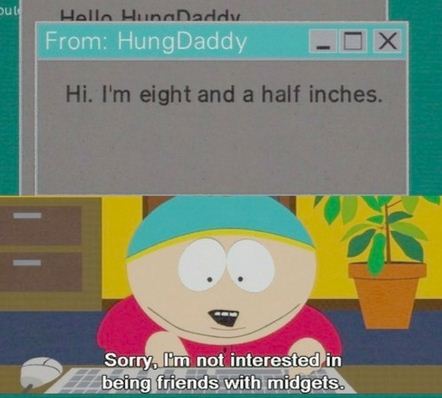 Hello HungDaddy
From: HungDaddy
Hi. I'm eight and a half inches.
Sorry, I'm not interested in
being friends with midgets.